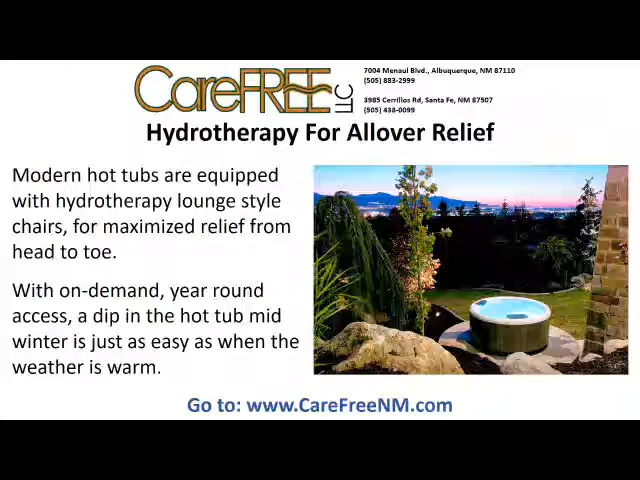 CareFREE LLC
7004 Menaul Blvd., Albuquerque, NM 87110
(505) 883-2999
3985 Cerrillos Rd, Santa Fe, NM 87507
(505) 438-0099
Hydrotherapy For Allover Relief
Modern hot tubs are equipped
with hydrotherapy lounge style
chairs, for maximized relief from
head to toe.
With on-demand, year round
access, a dip in the hot tub mid
winter is just as easy as when the
weather is warm.
Go to: www.CareFreeNM.com